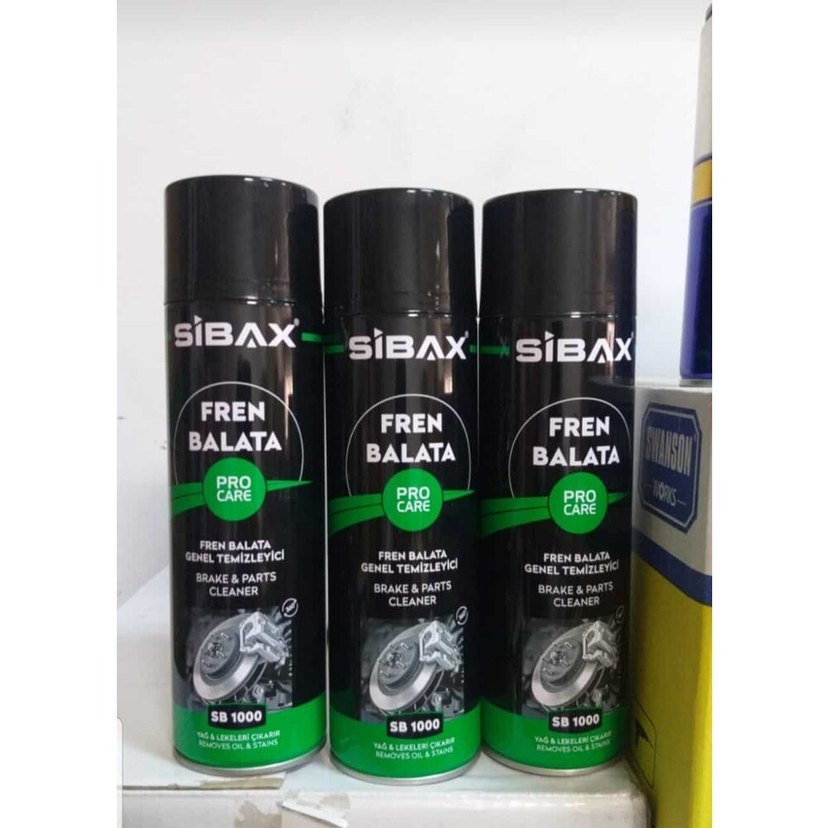 SİBAX®
FREN
BALATA
PRO
CARE
FREN BALATA
GENEL TEMİZLEYİCİ
BRAKE & PARTS
CLEANER
SB 1000
YAĞ & LEKELERİ ÇIKARIR
REMOVES OIL & STAINS
SİBAX®
FREN
BALATA
PRO
CARE
FREN BALATA
GENEL TEMİZLEYİCİ
BRAKE & PARTS
CLEANER
SB 1000
YAĞ & LEKELERİ ÇIKARIR
REMOVES OIL & STAINS
SİBAX
FREN
BALATA
PRO
CARE
FREN BALATA
GENEL TEMİZLEYİCİ
BRAKE & PARTS
CLEANER
SB 1000
YAĞ & LEKELERİ ÇIKARIR
REMOVES OIL & STAINS
SWANSON
WORKS